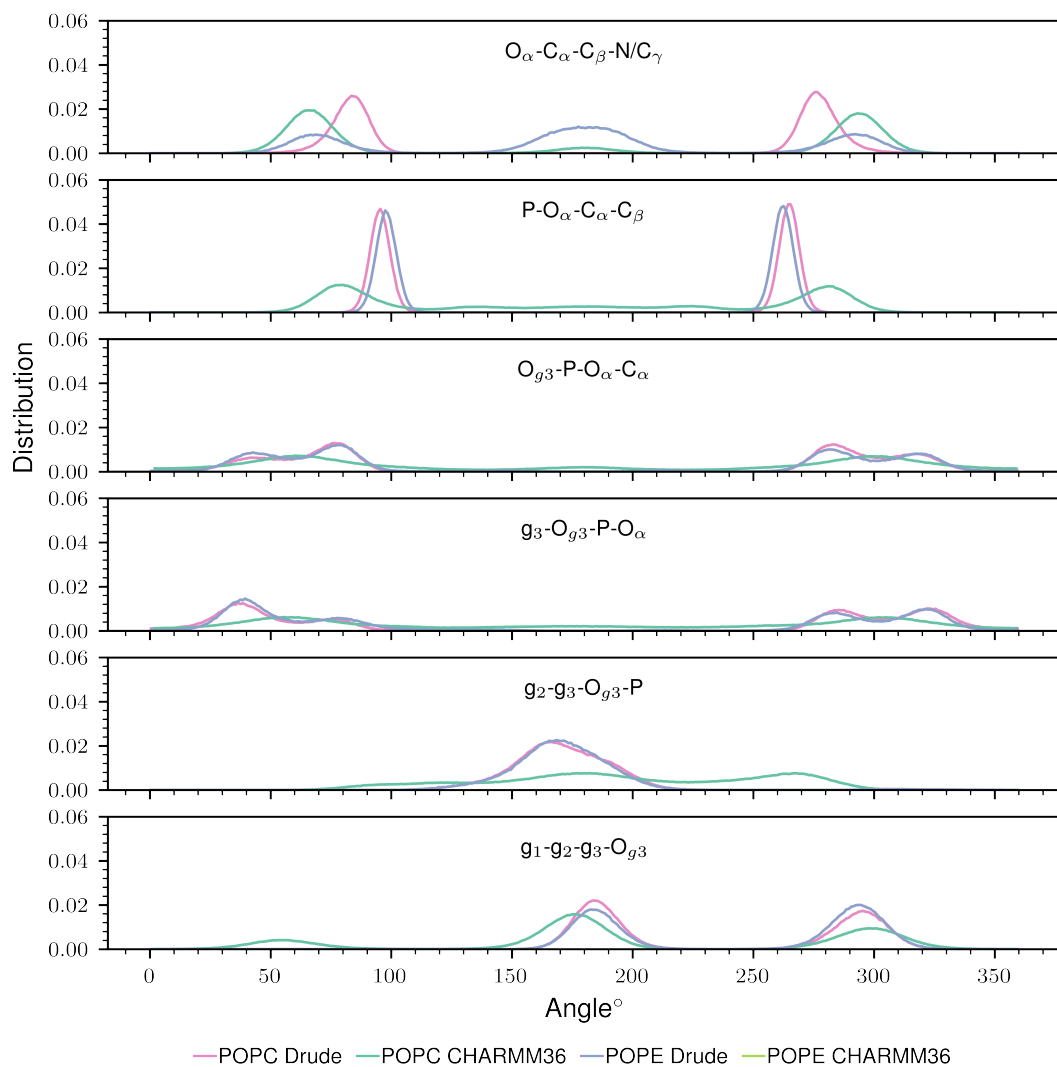 0.06
0.04
0.02
0.00
Oα-Cα-Cβ-N/Cγ
0.06
0.04
0.02
0.00
P-Oα-Cα-Cβ
0.06
0.04
0.02
0.00
Og3-P-Oα-Cα
0.06
0.04
0.02
0.00
g3-Og3-P-Oα
0.06
0.04
0.02
0.00
g2-g3-Og3-P
0.06
0.04
0.02
0.00
g1-g2-g3-Og3
Distribution
0 50 100 150 200 250 300 350
Angle°
POPC Drude POPC CHARMM36 POPE Drude POPE CHARMM36